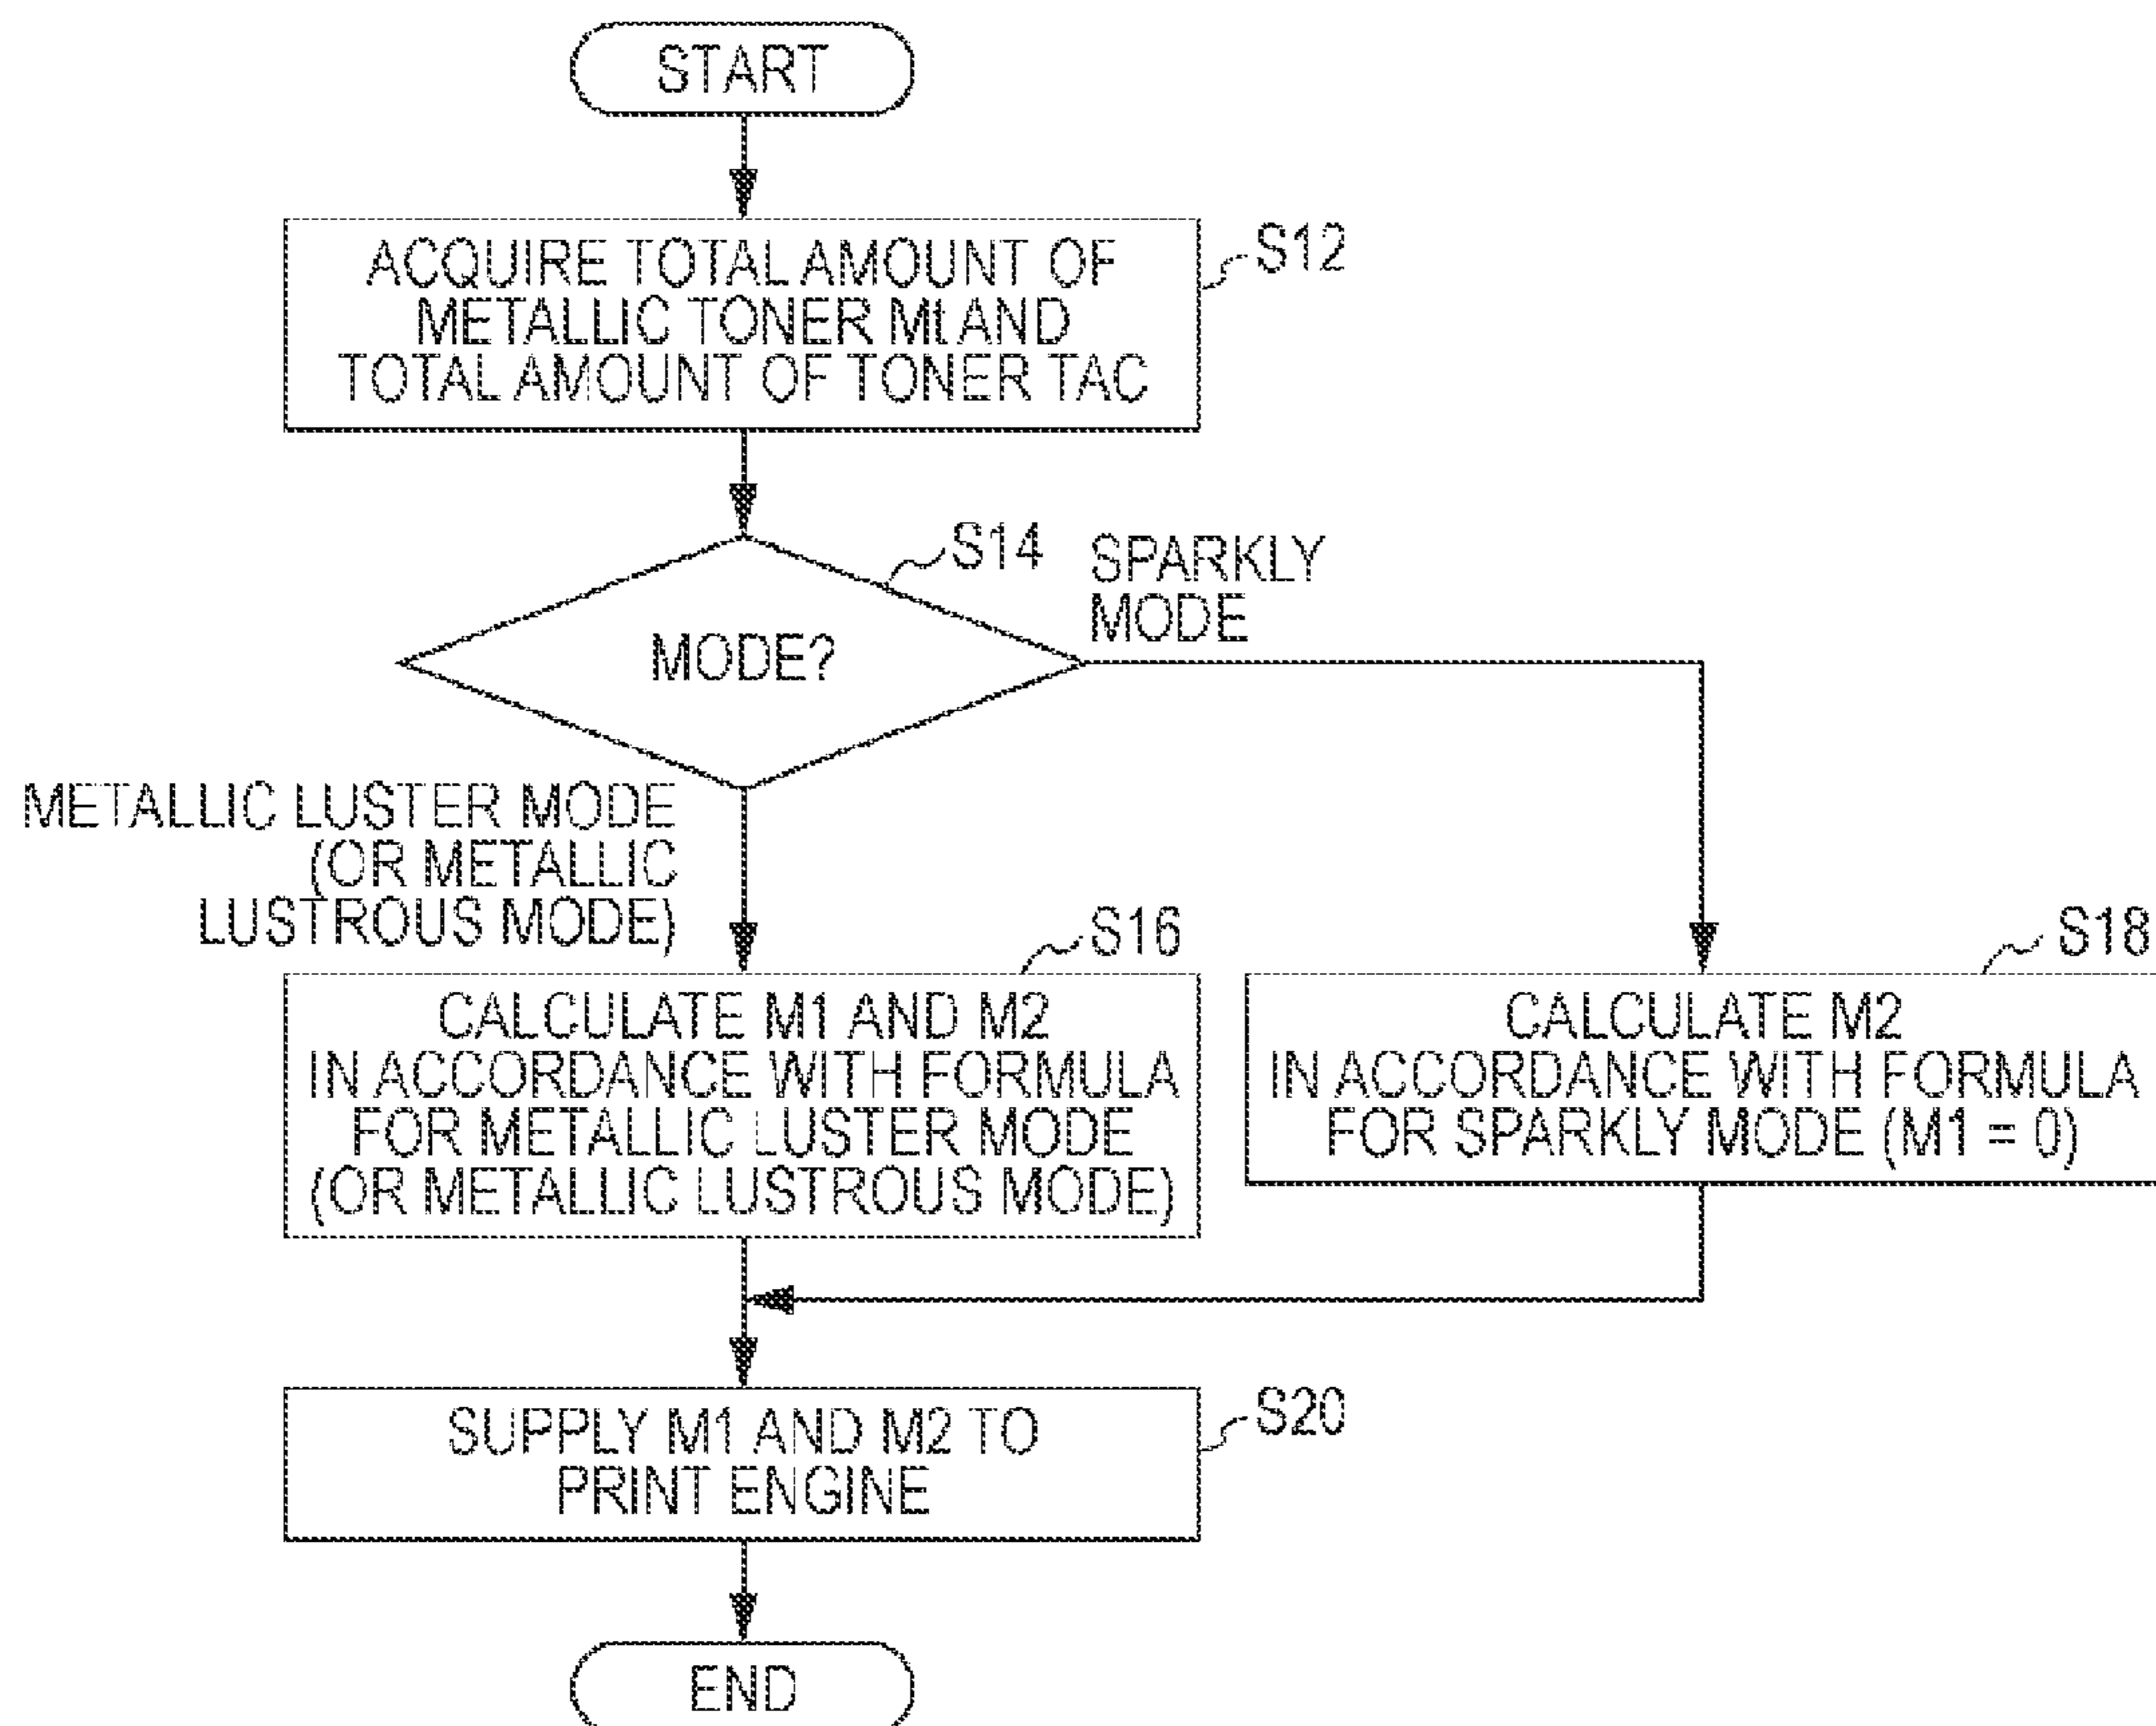 START
ACQUIRE TOTAL AMOUNT OF
METALLIC TONER Mt AND
TOTAL AMOUNT OF TONER TAC
S12
S14
MODE?
SPARKLY
MODE
METALLIC LUSTER MODE
(OR METALLIC
LUSTROUS MODE)
S16
CALCULATE M1 AND M2
IN ACCORDANCE WITH FORMULA
FOR METALLIC LUSTER MODE
(OR METALLIC LUSTROUS MODE)
S18
CALCULATE M2
IN ACCORDANCE WITH FORMULA
FOR SPARKLY MODE (M1 = 0)
SUPPLY M1 AND M2 TO
PRINT ENGINE
S20
END